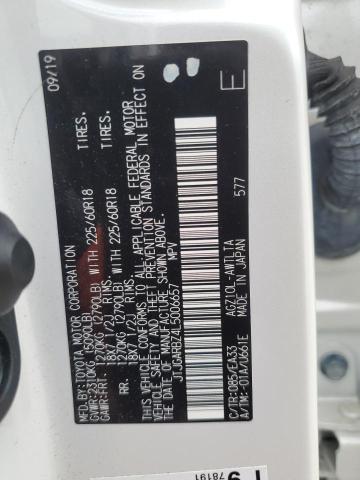 MFD.BY:TOYOTA MOTOR CORPORATION 09/19
GVWR:2310KG (5090LB)
GAWR:FRT. 1270KG (2790LB) WITH 225/60R18 TIRES.
18X7 1/2J RIMS.
RR. 1270KG (2790LB) WITH 225/60R18 TIRES.
18X7 1/2J RIMS.
THIS VEHICLE CONFORMS TO ALL APPLICABLE FEDERAL MOTOR
VEHICLE SAFETY AND THEFT PREVENTION STANDARDS IN EFFECT ON
THE DATE OF MANUFACTURE SHOWN ABOVE.
JTJGARBZ4L5006657 MPV
C/TR:085/EA33 AGZ10L-AWTLTA
A/TM:-01A/U661E MADE IN JAPAN
577 E
78191